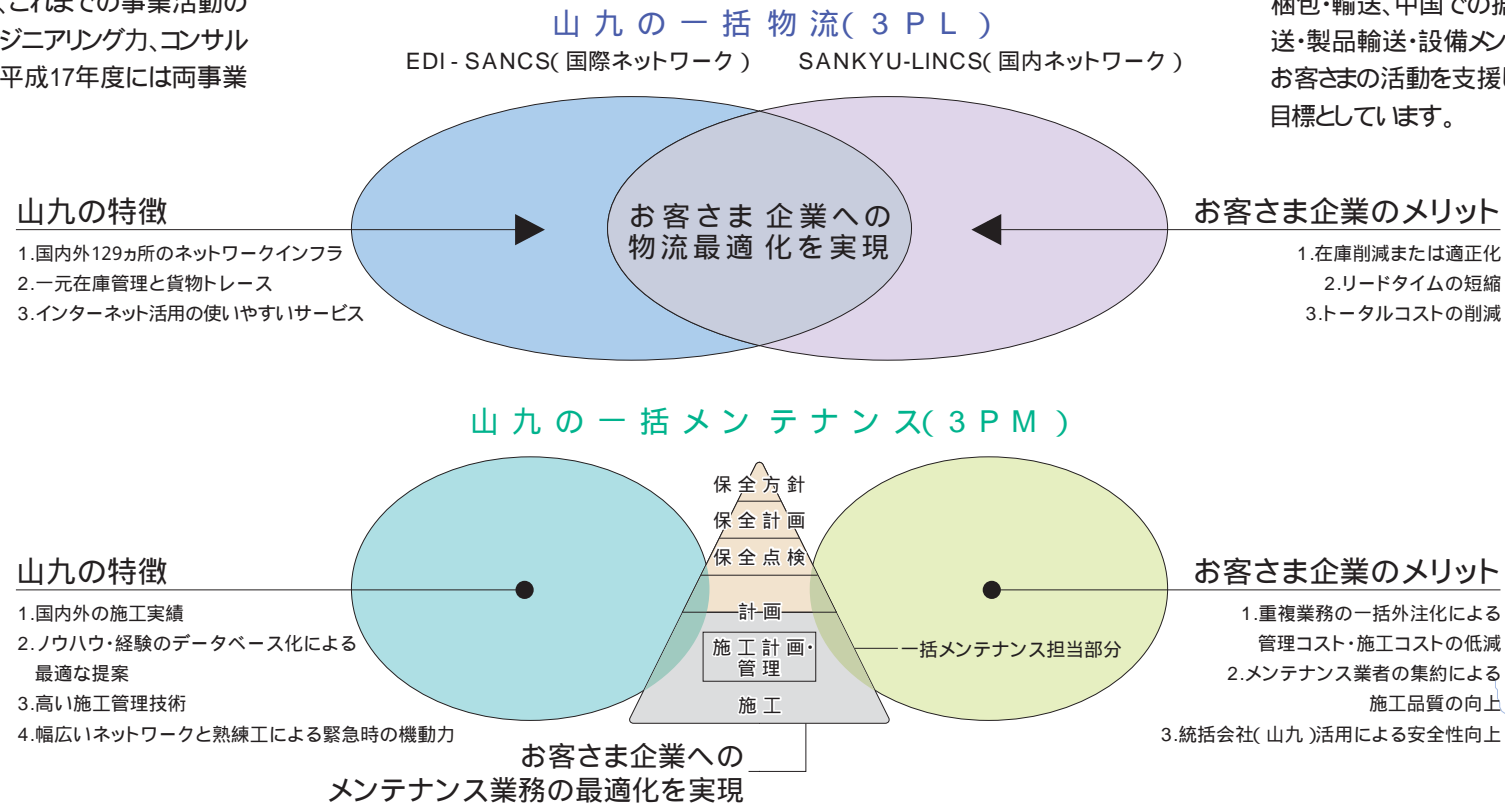 、これまでの事業活動の
ジニアリング力、コンサル
平成17年度には両事業
梱包・輸送、中国での据
送・製品輸送・設備メン
お客さまの活動を支援
目標としています。
山九の一括物流(3PL)
EDI-SANCS(国際ネットワーク) SANKYU-LINCS(国内ネットワーク)
山九の特徴
1.国内外129ヵ所のネットワークインフラ
2.一元在庫管理と貨物トレース
3.インターネット活用の使いやすいサービス
お客さま企業への
物流最適化を実現
お客さま企業のメリット
1.在庫削減または適正化
2.リードタイムの短縮
3.トータルコストの削減
山九の一括メンテナンス(3PM)
山九の特徴
1.国内外の施工実績
2.ノウハウ・経験のデータベース化による
最適な提案
3.高い施工管理技術
4.幅広いネットワークと熟練工による緊急時の機動力
保全方針
保全計画
保全点検
計画
施工計画・
管理
施工
一括メンテナンス担当部分
お客さま企業への
メンテナンス業務の最適化を実現
お客さま企業のメリット
1.重複業務の一括外注化による
管理コスト・施工コストの低減
2.メンテナンス業者の集約による
施工品質の向上
3.統括会社(山九)活用による安全性向上